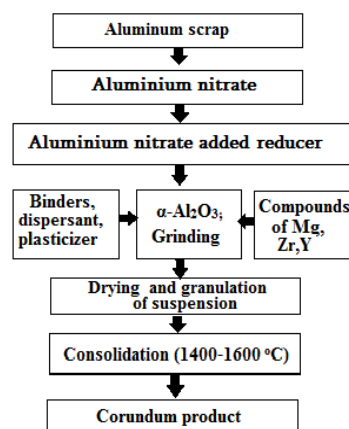 Aluminum scrap
Aluminium nitrate
Aluminium nitrate added reducer
Binders,
dispersant,
plasticizer
α-Al₂O₃;
Grinding
Compounds
of Mg,
Zr,Y
Drying and granulation
of suspension
Consolidation (1400-1600 °C)
Corundum product